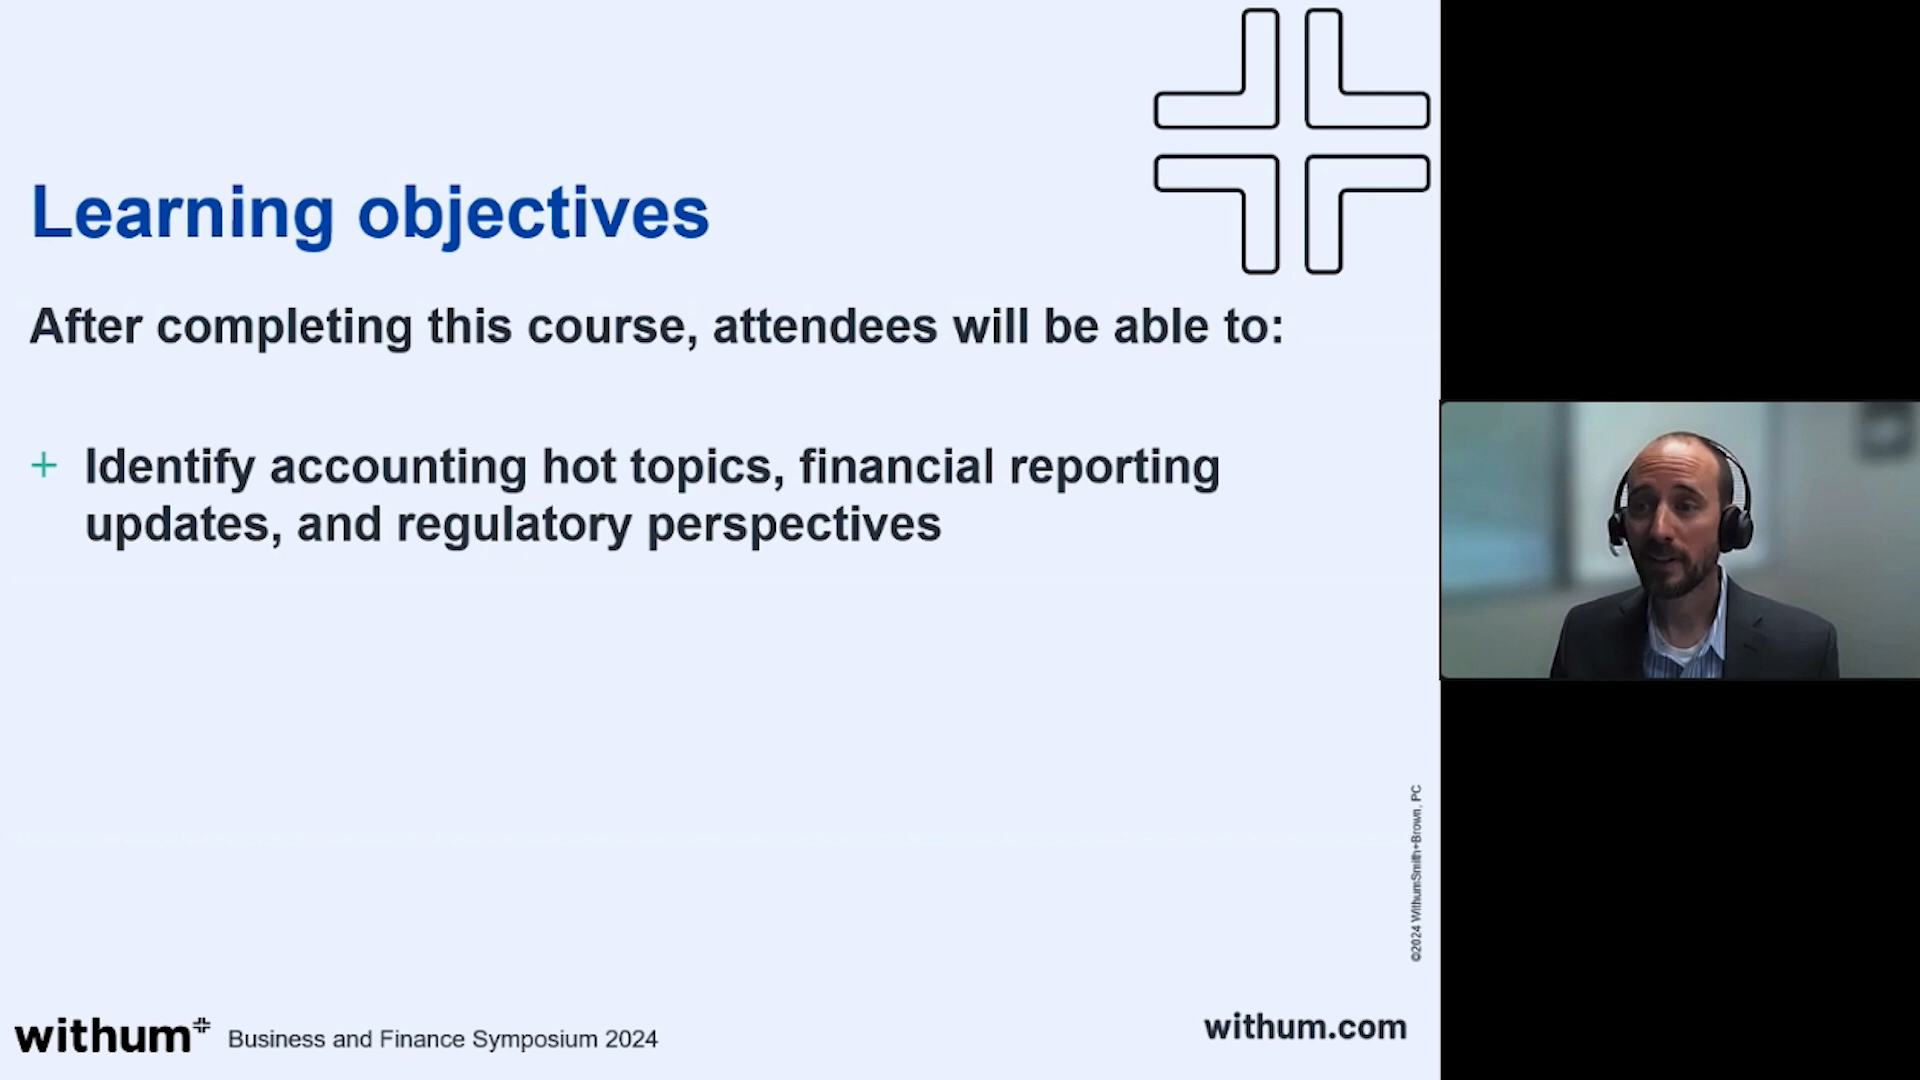 Learning objectives
After completing this course, attendees will be able to:
+ Identify accounting hot topics, financial reporting
updates, and regulatory perspectives
©2024 WithumSmith+Brown, PC
withum
Business and Finance Symposium 2024
withum.com